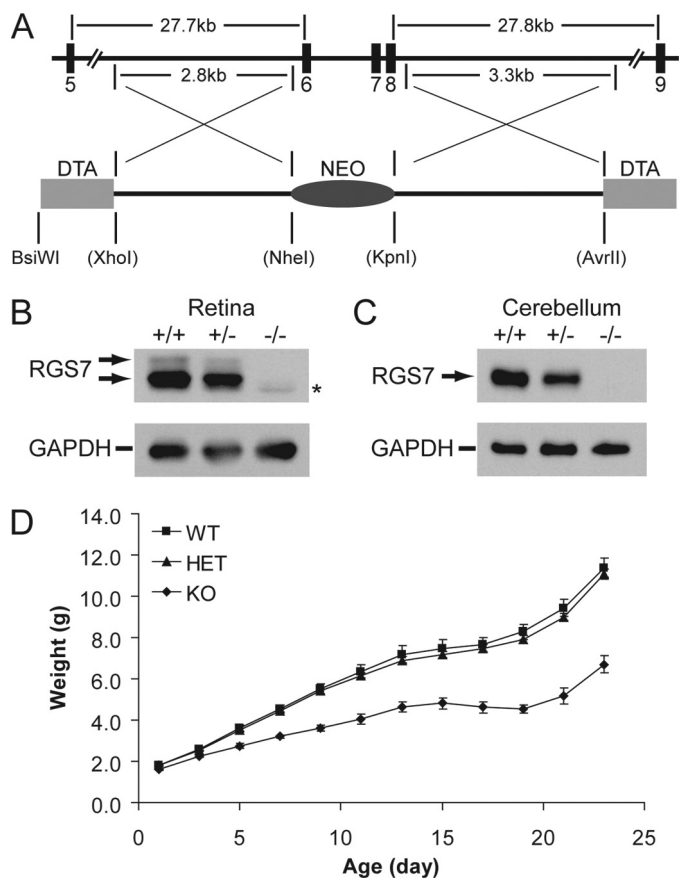 A
27.7kb
27.8kb
5
2.8kb
6
7
8
3.3kb
9
DTA
NEO
DTA
BsiWI
(XhoI)
(NheI)
(KpnI)
(AvrII)
B
Retina
+/+ +/- -/-
RGS7
*
GAPDH
C
Cerebellum
+/+ +/- -/-
RGS7
GAPDH
D
14.0
12.0
10.0
8.0
6.0
4.0
2.0
0.0
Weight (g)
WT
HET
KO
0 5 10 15 20 25
Age (day)